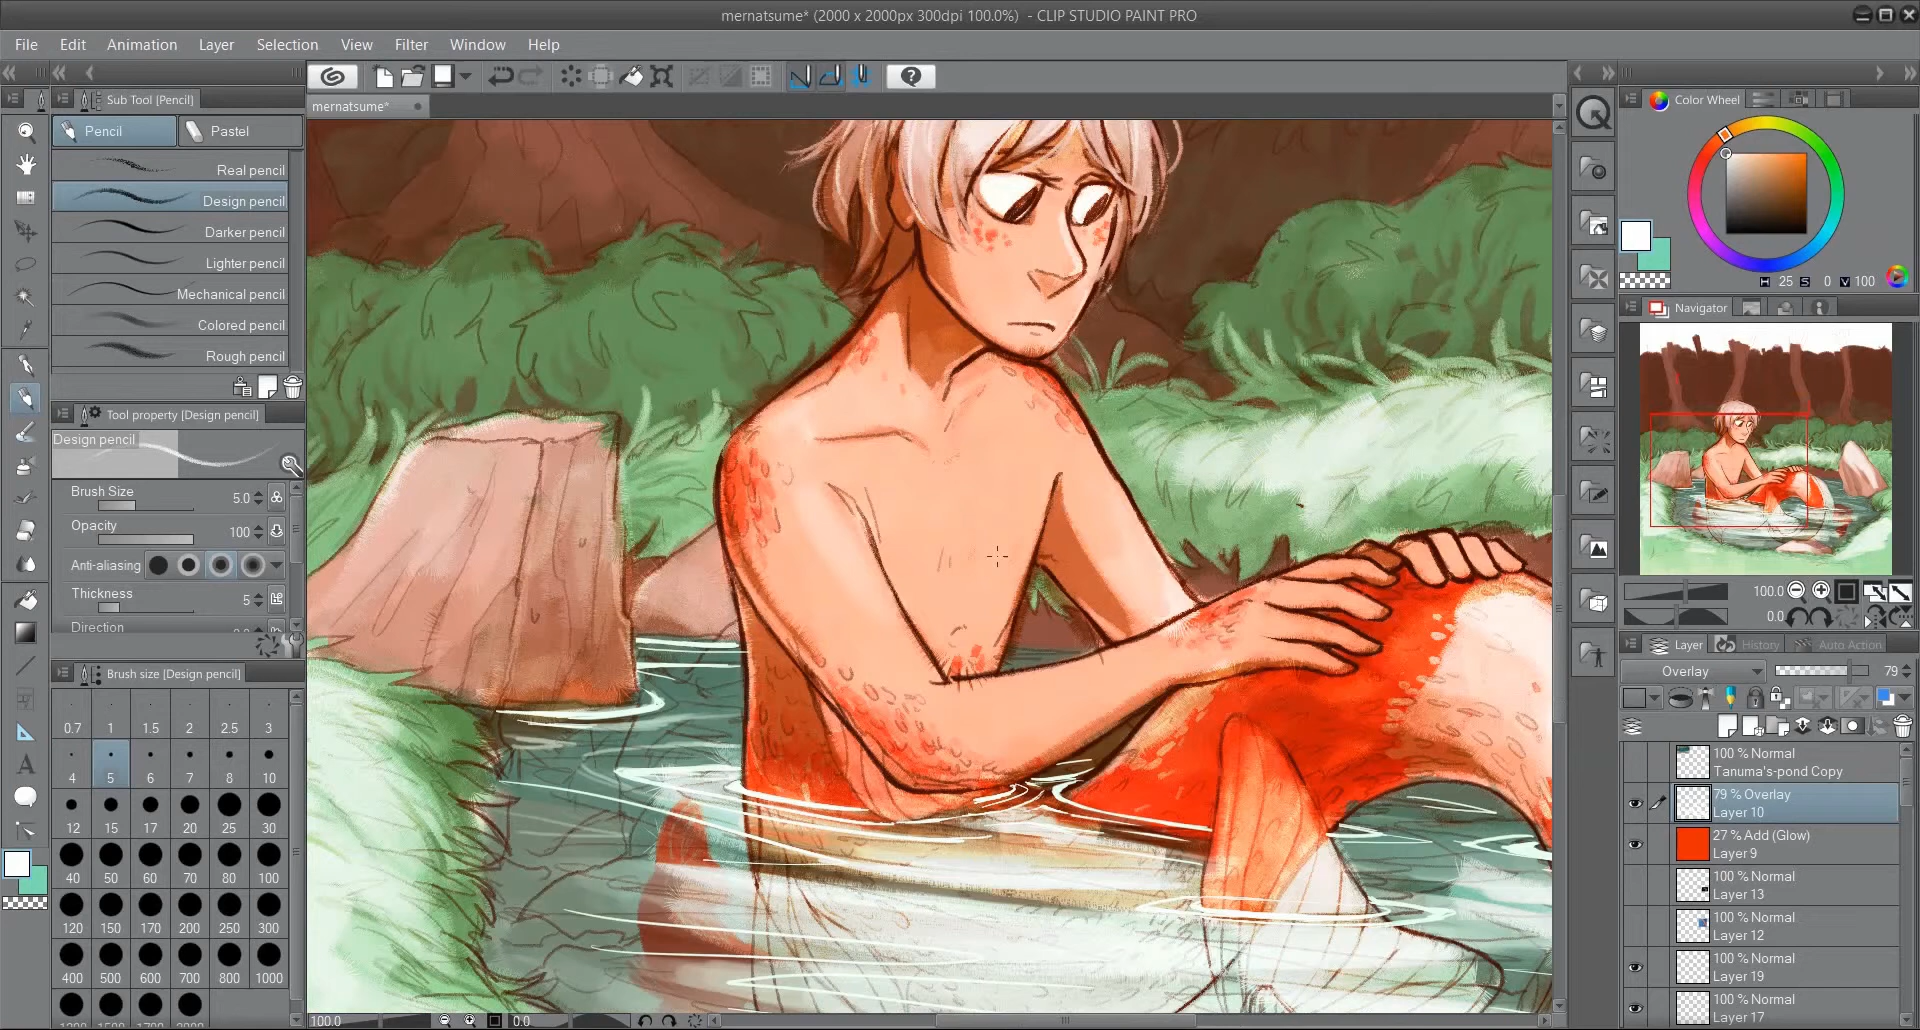 mernatsume* (2000 x 2000px 300dpi 100.0%) - CLIP STUDIO PAINT PRO
File Edit Animation Layer Selection View Filter Window Help
Sub Tool [Pencil]
mernatsume*
Pencil Pastel
Real pencil
Design pencil
Darker pencil
Lighter pencil
Mechanical pencil
Colored pencil
Rough pencil
Tool property [Design pencil]
Design pencil
Brush Size 5.0
Opacity 100
Anti-aliasing
Thickness 5
Direction
Brush size [Design pencil]
0.7 1 1.5 2 2.5 3
4 5 6 7 8 10
12 15 17 20 25 30
40 50 60 70 80 100
120 150 170 200 250 300
400 500 600 700 800 1000
100.0 0.0
Color Wheel
H 25 S 0 V 100
Navigator
100.0
0.0
Layer History Auto Action
Overlay 79
100 % Normal
Tanuma's-pond Copy
79 % Overlay
Layer 10
27 % Add (Glow)
Layer 9
100 % Normal
Layer 13
100 % Normal
Layer 12
100 % Normal
Layer 19
100 % Normal
Layer 17